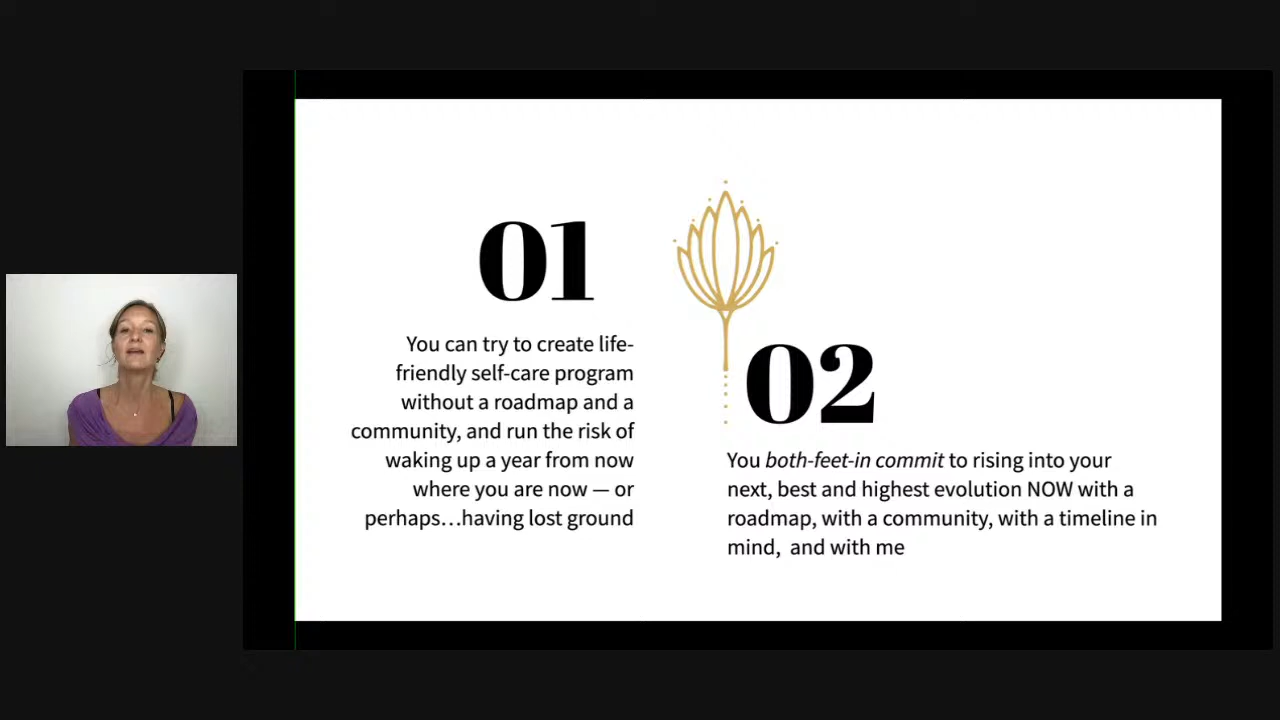 01
You can try to create life-
friendly self-care program
without a roadmap and a
community, and run the risk of
waking up a year from now
where you are now — or
perhaps...having lost ground
02
You both-feet-in commit to rising into your
next, best and highest evolution NOW with a
roadmap, with a community, with a timeline in
mind,  and with me